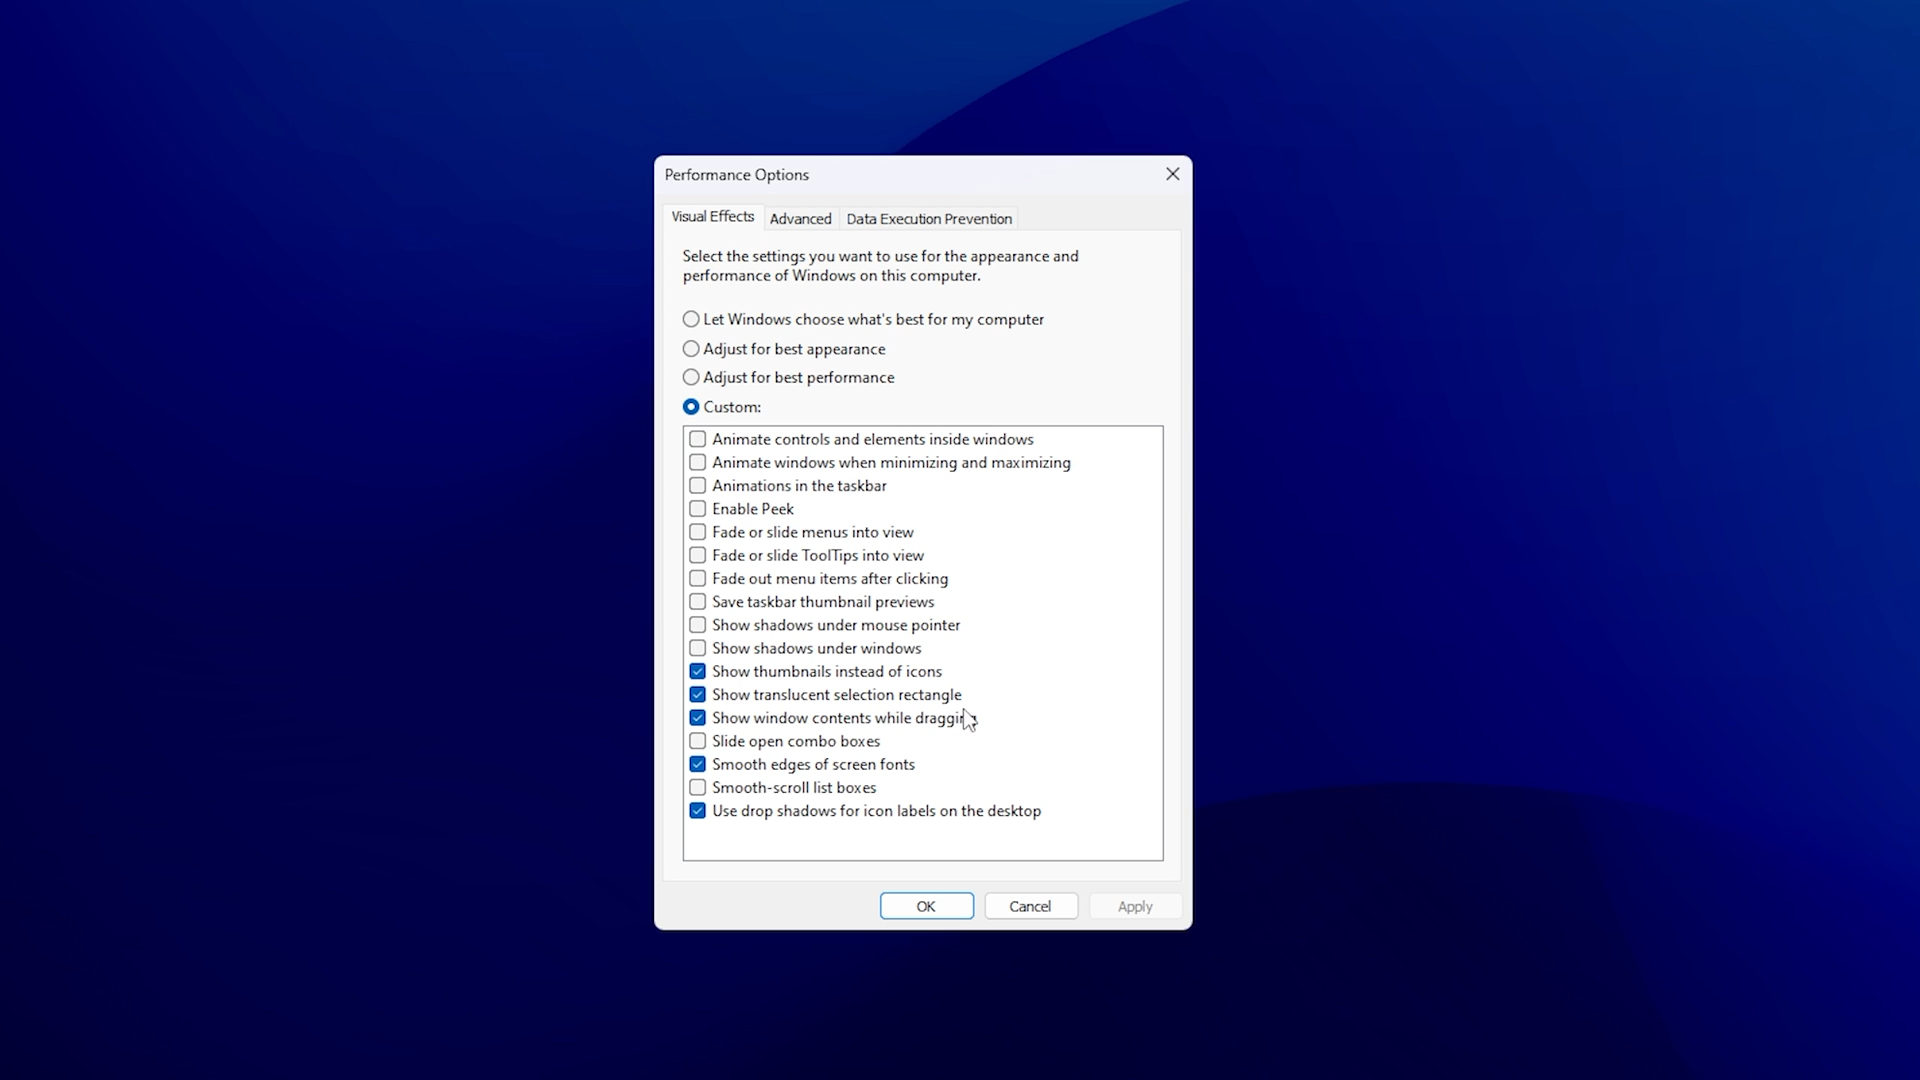 Performance Options
Visual Effects
Advanced
Data Execution Prevention
Select the settings you want to use for the appearance and
performance of Windows on this computer.
Let Windows choose what's best for my computer
Adjust for best appearance
Adjust for best performance
Custom:
Animate controls and elements inside windows
Animate windows when minimizing and maximizing
Animations in the taskbar
Enable Peek
Fade or slide menus into view
Fade or slide ToolTips into view
Fade out menu items after clicking
Save taskbar thumbnail previews
Show shadows under mouse pointer
Show shadows under windows
Show thumbnails instead of icons
Show translucent selection rectangle
Show window contents while dragging
Slide open combo boxes
Smooth edges of screen fonts
Smooth-scroll list boxes
Use drop shadows for icon labels on the desktop
OK
Cancel
Apply